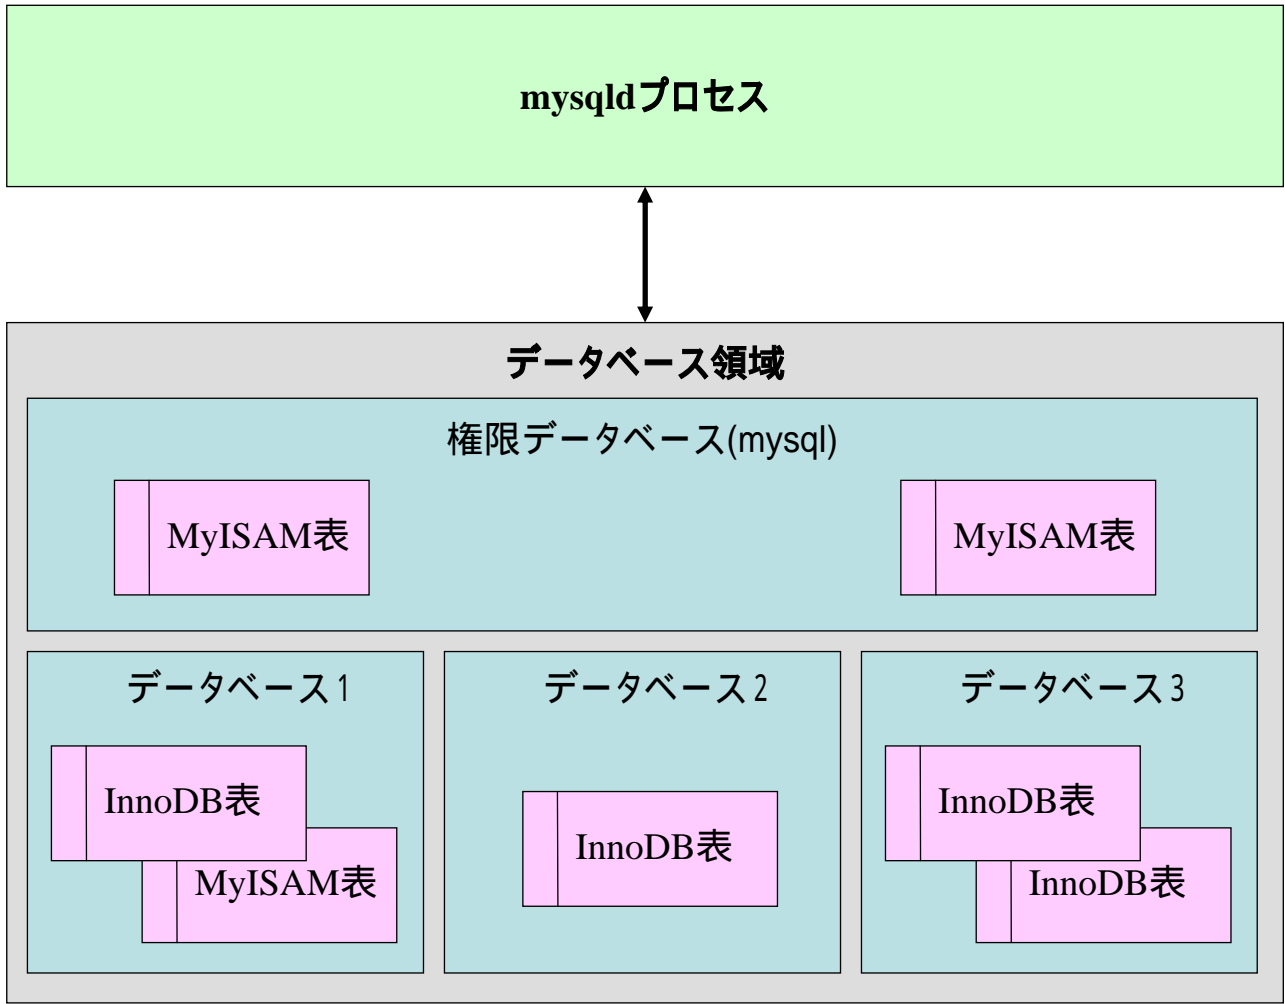 mysqldプロセス
データベース領域
権限データベース(mysql)
MyISAM表
MyISAM表
データベース1
InnoDB表
MyISAM表
データベース2
InnoDB表
データベース3
InnoDB表
InnoDB表